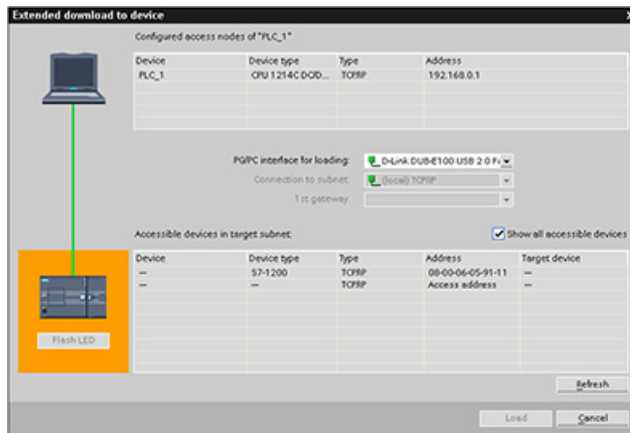 Extended download to device
Configured access nodes of "PLC_1"
Device Device type Type Address
PLC_1 CPU 1214C DC/D... TCP/IP 192.168.0.1
PG/PC interface for loading: D-Link DUB-E100 USB 2.0 Fa
Connection to subnet: (local) TCP/IP
1st gateway:
Accessible devices in target subnet: Show all accessible devices
Device Device type Type Address Target device
— S7-1200 TCP/IP 08-00-06-05-91-11 —
— — TCP/IP Access address —
Flash LED
Refresh
Load Cancel